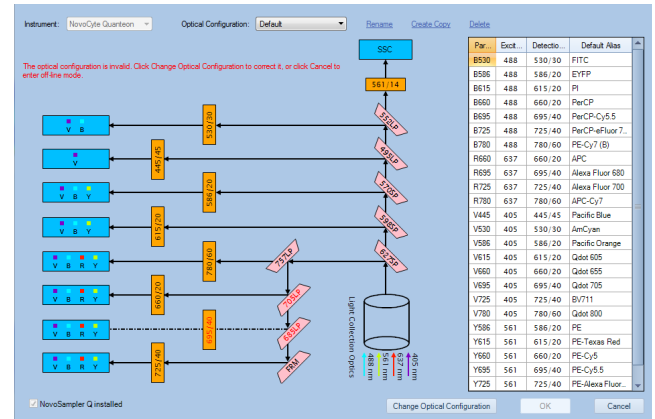 Instrument: NovoCyte Quanteon Optical Configuration: Default Rename Create Copy Delete
The optical configuration is invalid. Click Change Optical Configuration to correct it, or click Cancel to
enter off-line mode.
SSC
561/14
552LP
530/30
V B
495LP
445/45
V
570SP
586/20
V B Y
598SP
615/20
V B Y
627SP
757LP
780/60
V B R Y
705LP
660/20
V B R Y
685LP
695/40
V B R Y
FRM
725/40
V B R Y
Light Collection Optics
488 nm
561 nm
637 nm
405 nm
Par... Excit... Detectio... Default Alias
B530 488 530/30 FITC
B586 488 586/20 EYFP
B615 488 615/20 PI
B660 488 660/20 PerCP
B695 488 695/40 PerCP-Cy5.5
B725 488 725/40 PerCP-eFluor 7...
B780 488 780/60 PE-Cy7 (B)
R660 637 660/20 APC
R695 637 695/40 Alexa Fluor 680
R725 637 725/40 Alexa Fluor 700
R780 637 780/60 APC-Cy7
V445 405 445/45 Pacific Blue
V530 405 530/30 AmCyan
V586 405 586/20 Pacific Orange
V615 405 615/20 Qdot 605
V660 405 660/20 Qdot 655
V695 405 695/40 Qdot 705
V725 405 725/40 BV711
V780 405 780/60 Qdot 800
Y586 561 586/20 PE
Y615 561 615/20 PE-Texas Red
Y660 561 660/20 PE-Cy5
Y695 561 695/40 PE-Cy5.5
Y725 561 725/40 PE-Alexa Fluor...
NovoSampler Q installed
Change Optical Configuration OK Cancel